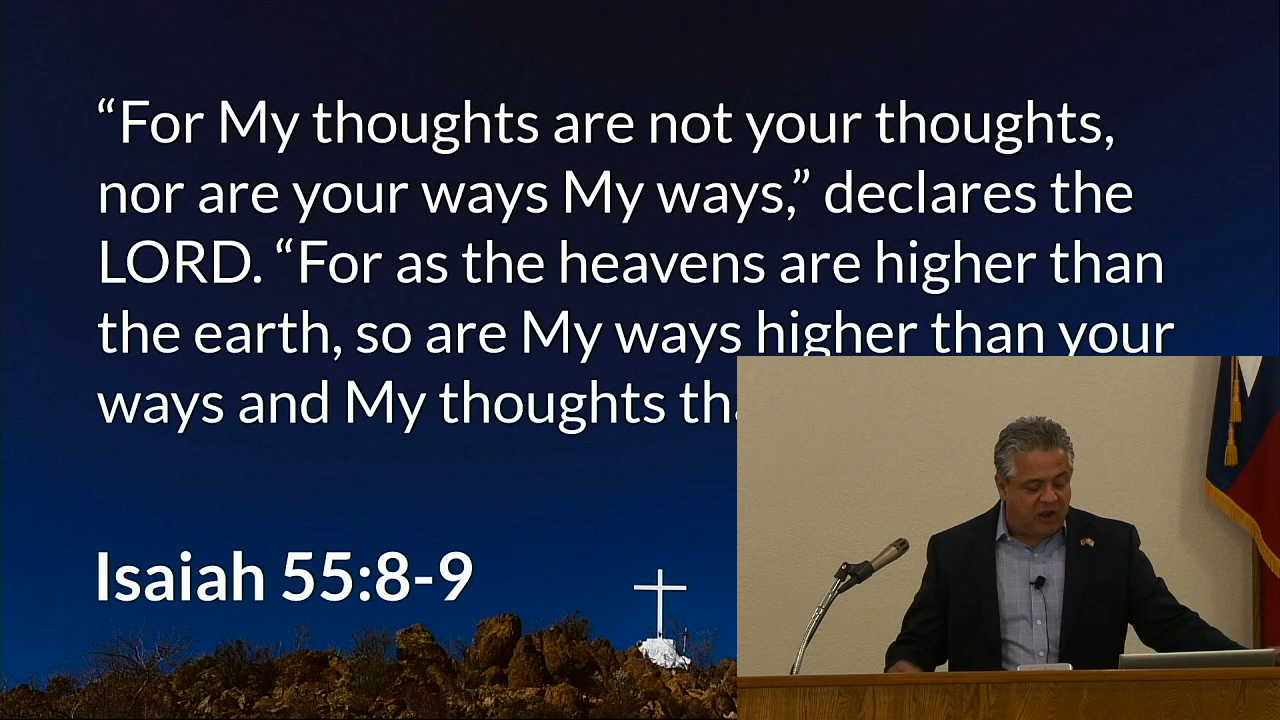 “For My thoughts are not your thoughts,
nor are your ways My ways,” declares the
LORD. “For as the heavens are higher than
the earth, so are My ways higher than your
ways and My thoughts
Isaiah 55:8-9